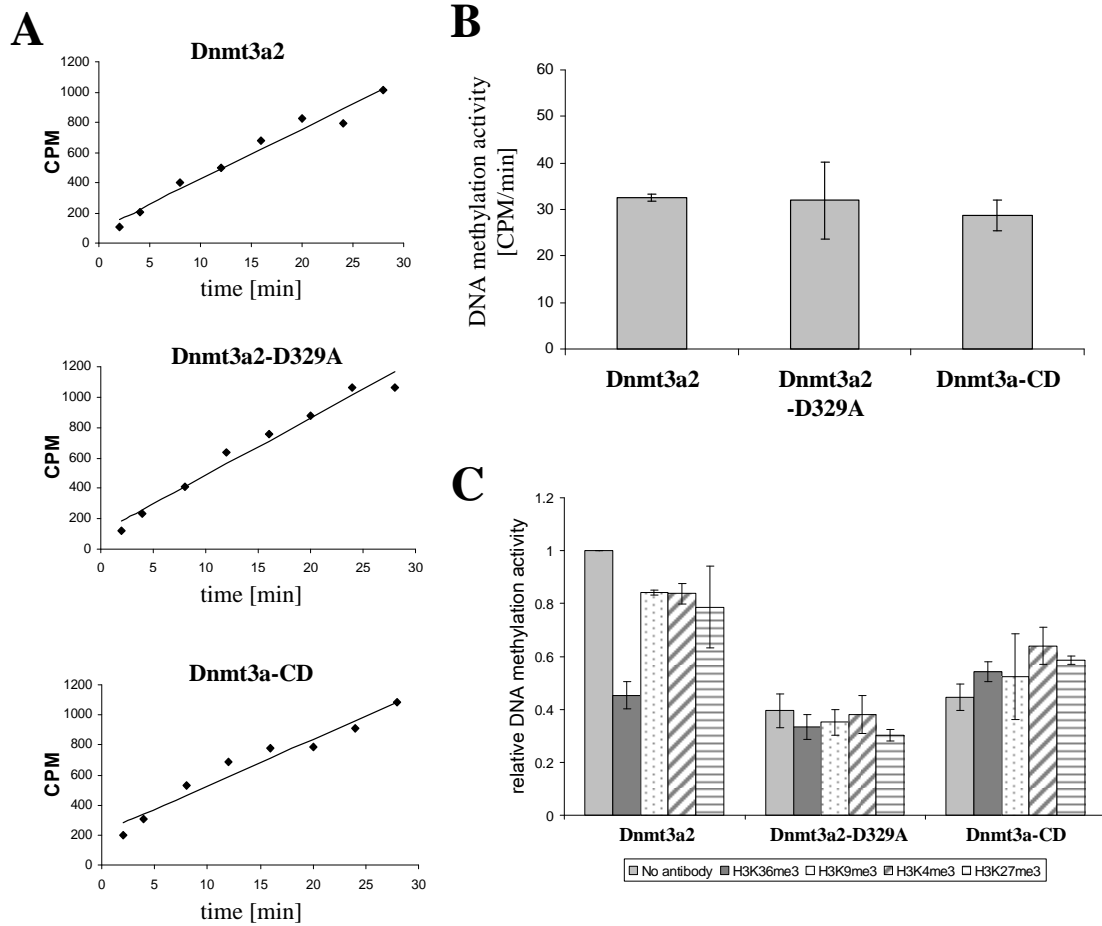 A
Dnmt3a2
1200
1000
800
600
400
200
0
CPM
0 5 10 15 20 25 30
time [min]
Dnmt3a2-D329A
1200
1000
800
600
400
200
0
CPM
0 5 10 15 20 25 30
time [min]
Dnmt3a-CD
1200
1000
800
600
400
200
0
CPM
0 5 10 15 20 25 30
time [min]
B
DNA methylation activity
[CPM/min]
60
50
40
30
20
10
0
Dnmt3a2 Dnmt3a2 Dnmt3a-CD
-D329A
C
relative DNA methylation activity
1.2
1
0.8
0.6
0.4
0.2
0
Dnmt3a2 Dnmt3a2-D329A Dnmt3a-CD
No antibody H3K36me3 H3K9me3 H3K4me3 H3K27me3